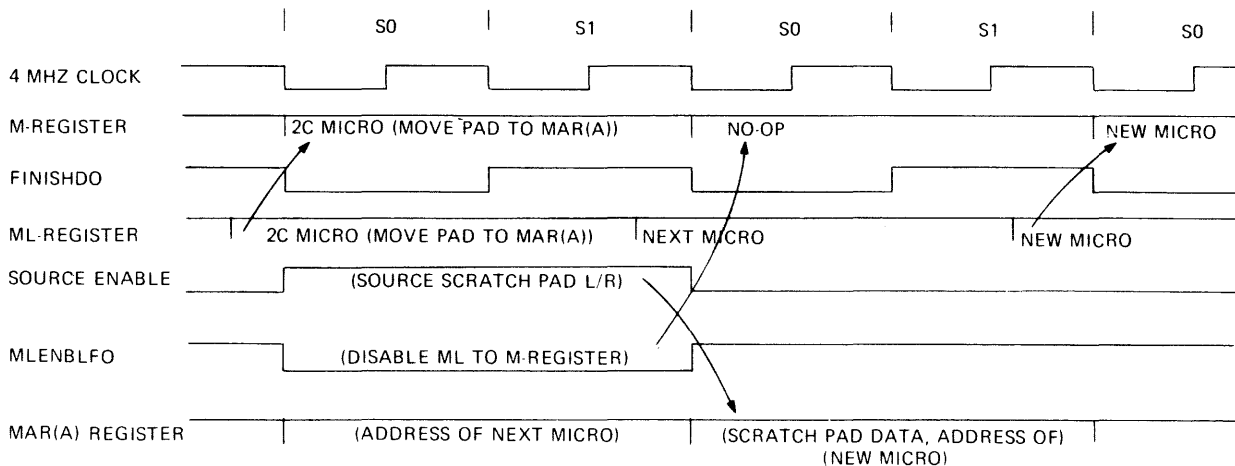 S0 S1 S0 S1 S0
4 MHZ CLOCK
M-REGISTER 2C MICRO (MOVE PAD TO MAR(A)) NO-OP NEW MICRO
FINISHDO
ML-REGISTER 2C MICRO (MOVE PAD TO MAR(A)) NEXT MICRO NEW MICRO
SOURCE ENABLE (SOURCE SCRATCH PAD L/R)
MLENBLFO (DISABLE ML TO M-REGISTER)
MAR(A) REGISTER (ADDRESS OF NEXT MICRO) (SCRATCH PAD DATA, ADDRESS OF)
(NEW MICRO)